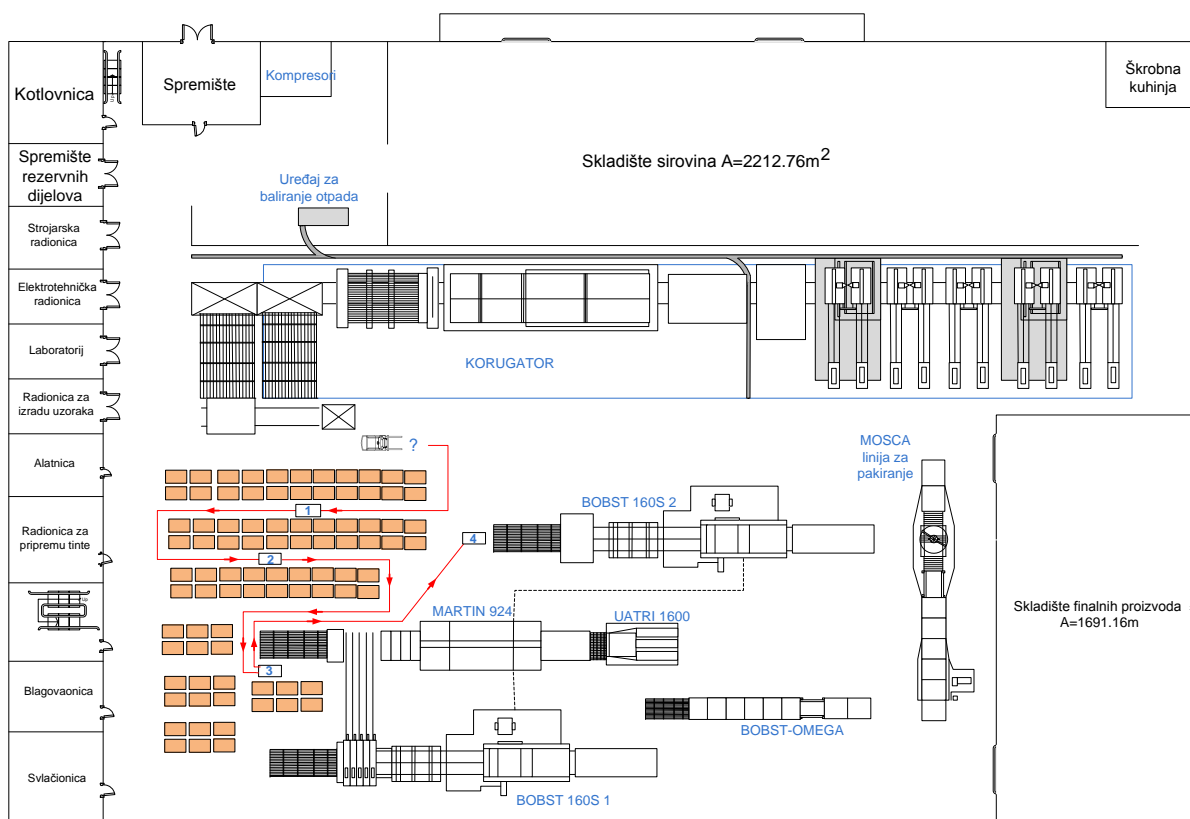 Kotlovnica
Spremište
rezervnih
dijelova
Strojarska
radionica
Elektrotehnička
radionica
Laboratorij
Radionica za
izradu uzoraka
Alatnica
Radionica za
pripremu tinte
Blagovaonica
Svlačionica
Up
Up
Spremište
Kompresori
Škrobna
kuhinja
Skladište sirovina A=2212.76m²
Uređaj za
baliranje otpada
KORUGATOR
?
1
2
3
4
BOBST 160S 2
MOSCA
linija za
pakiranje
MARTIN 924
UATRI 1600
BOBST-OMEGA
BOBST 160S 1
Skladište finalnih proizvoda
A=1691.16m